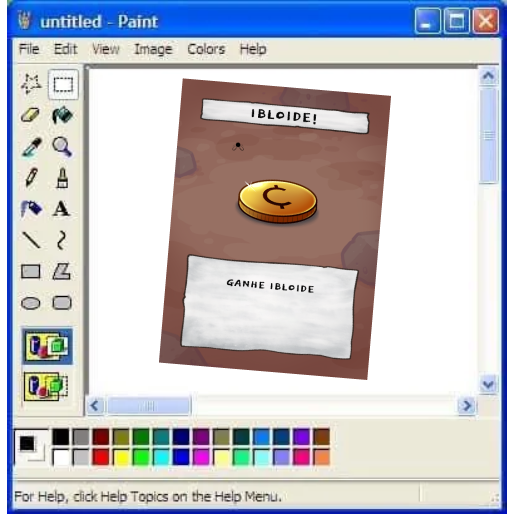 untitled - Paint
File Edit View Image Colors Help
IBLOIDE!
GANHE IBLOIDE
A
For Help, click Help Topics on the Help Menu.